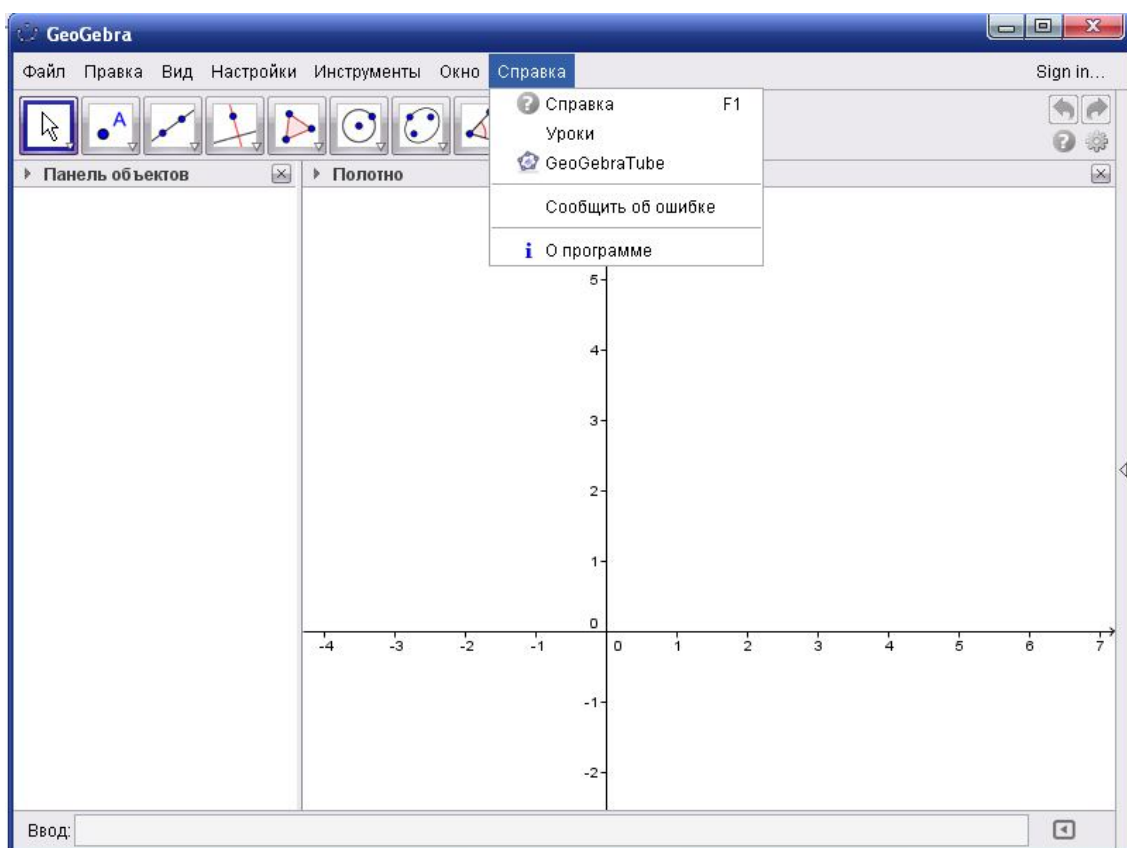 GeoGebra
Файл Правка Вид Настройки Инструменты Окно Справка Sign in...
Справка F1
Уроки
GeoGebraTube
Сообщить об ошибке
О программе
A
Панель объектов
Полотно
5
4
3
2
1
0
-4 -3 -2 -1 0 1 2 3 4 5 6 7
-1
-2
Ввод: